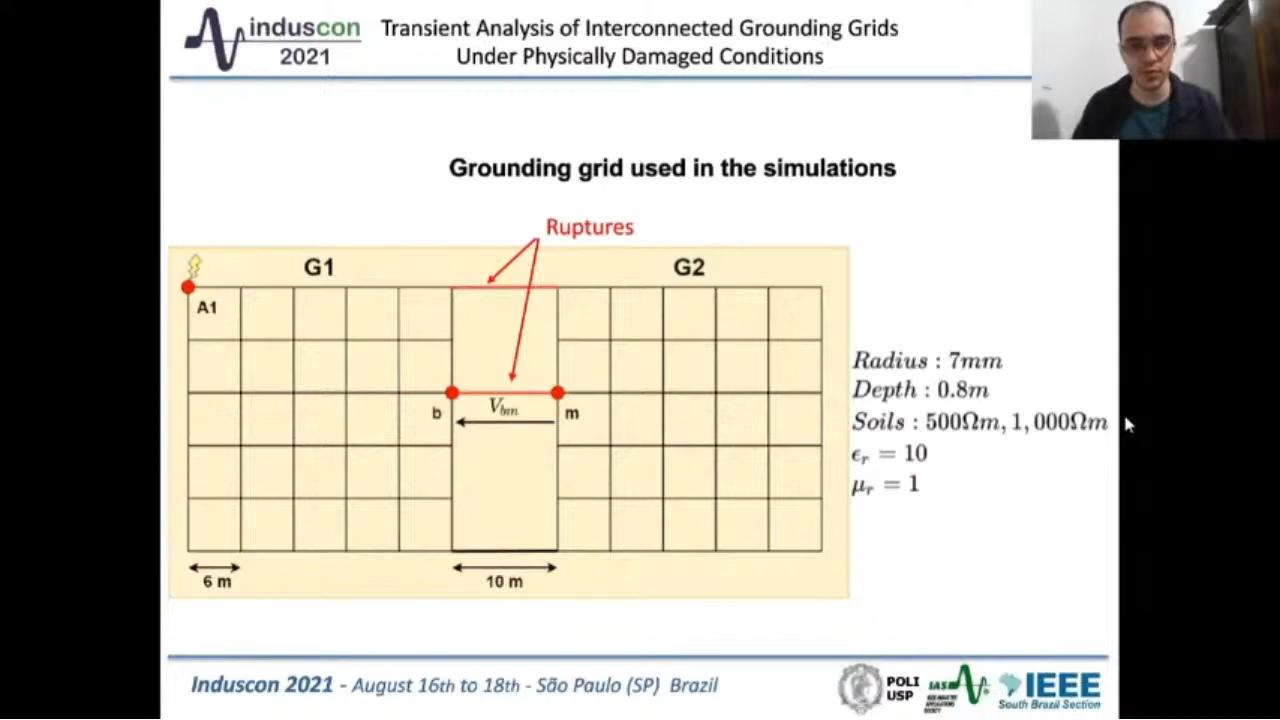 induscon
2021
Transient Analysis of Interconnected Grounding Grids
Under Physically Damaged Conditions
Grounding grid used in the simulations
Ruptures
G1
G2
A1
b
V_bm
m
6 m
10 m
Radius : 7mm
Depth : 0.8m
Soils : 500Ωm, 1,000Ωm
ϵ_r = 10
μ_r = 1
Induscon 2021 - August 16th to 18th - São Paulo (SP) Brazil
POLI
USP
IAS
IEEE
South Brazil Section